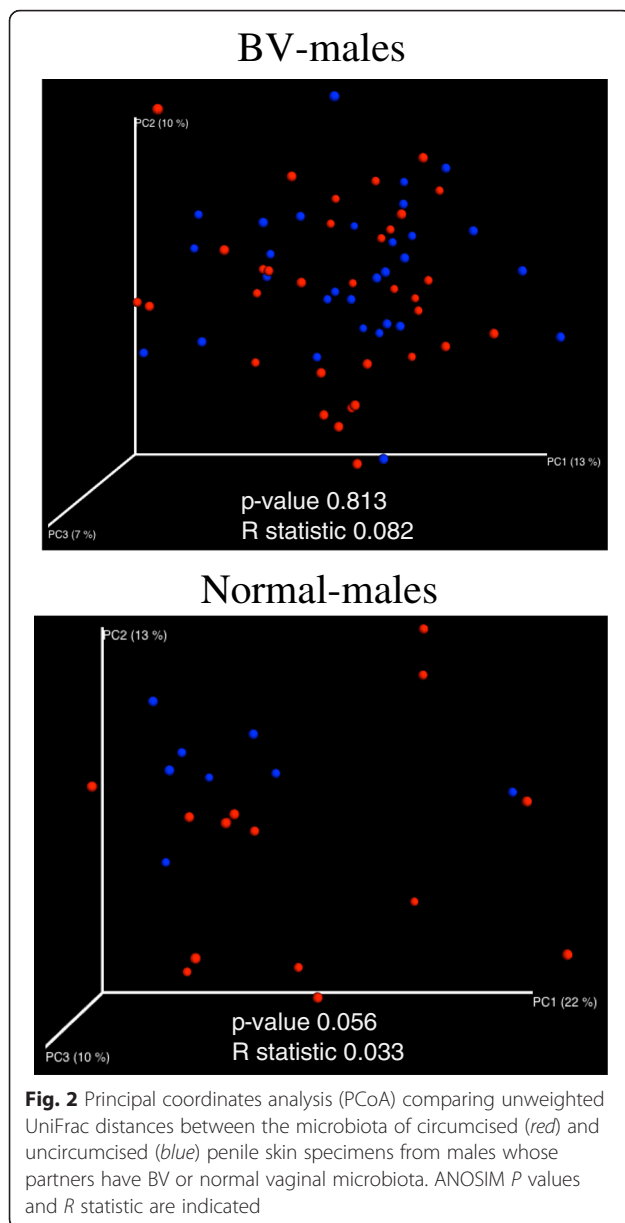 BV-males
PC2 (10 %)
PC1 (13 %)
p-value 0.813
R statistic 0.082
PC3 (7 %)
Normal-males
PC2 (13 %)
PC1 (22 %)
p-value 0.056
R statistic 0.033
PC3 (10 %)
Fig. 2 Principal coordinates analysis (PCoA) comparing unweighted
UniFrac distances between the microbiota of circumcised (red) and
uncircumcised (blue) penile skin specimens from males whose
partners have BV or normal vaginal microbiota. ANOSIM P values
and R statistic are indicated